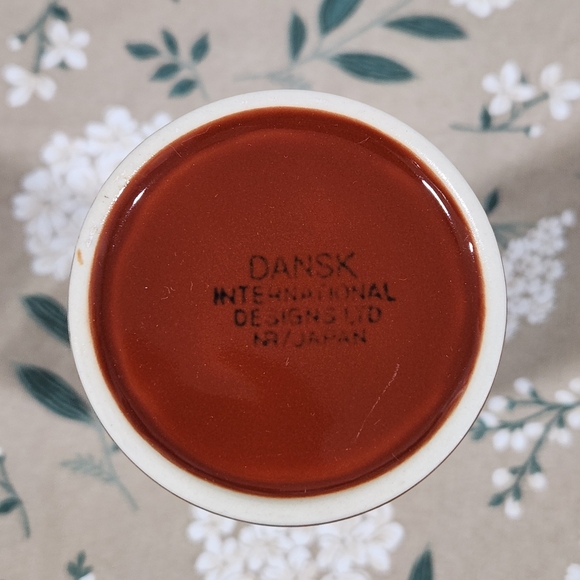 DANSK
INTERNATIONAL
DESIGNS LTD
NR/JAPAN